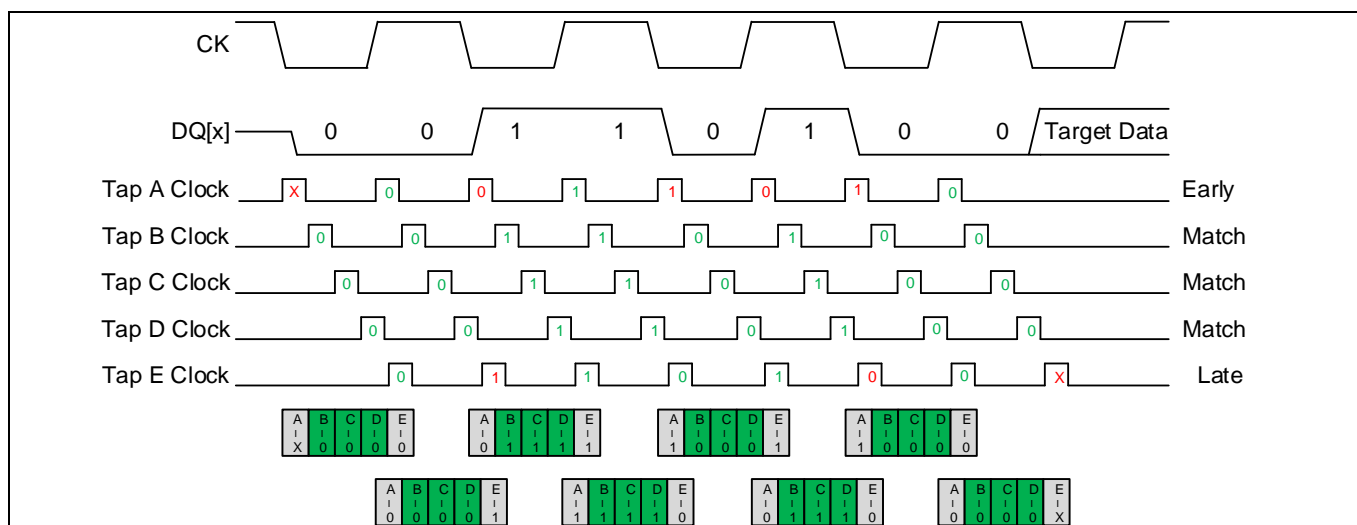 CK
DQ[x] 0 0 1 1 0 1 0 0 Target Data
Tap A Clock X 0 0 1 1 0 1 0 Early
Tap B Clock 0 0 1 1 0 1 0 0 Match
Tap C Clock 0 0 1 1 0 1 0 0 Match
Tap D Clock 0 0 1 1 0 1 0 0 Match
Tap E Clock 0 1 1 0 1 0 0 X Late
A–X B–0 C–0 D–0 E–0 A–0 B–1 C–1 D–1 E–1 A–1 B–0 C–0 D–0 E–1 A–1 B–0 C–0 D–0 E–0
A–0 B–0 C–0 D–0 E–1 A–1 B–1 C–1 D–1 E–0 A–0 B–1 C–1 D–1 E–0 A–0 B–0 C–0 D–0 E–X